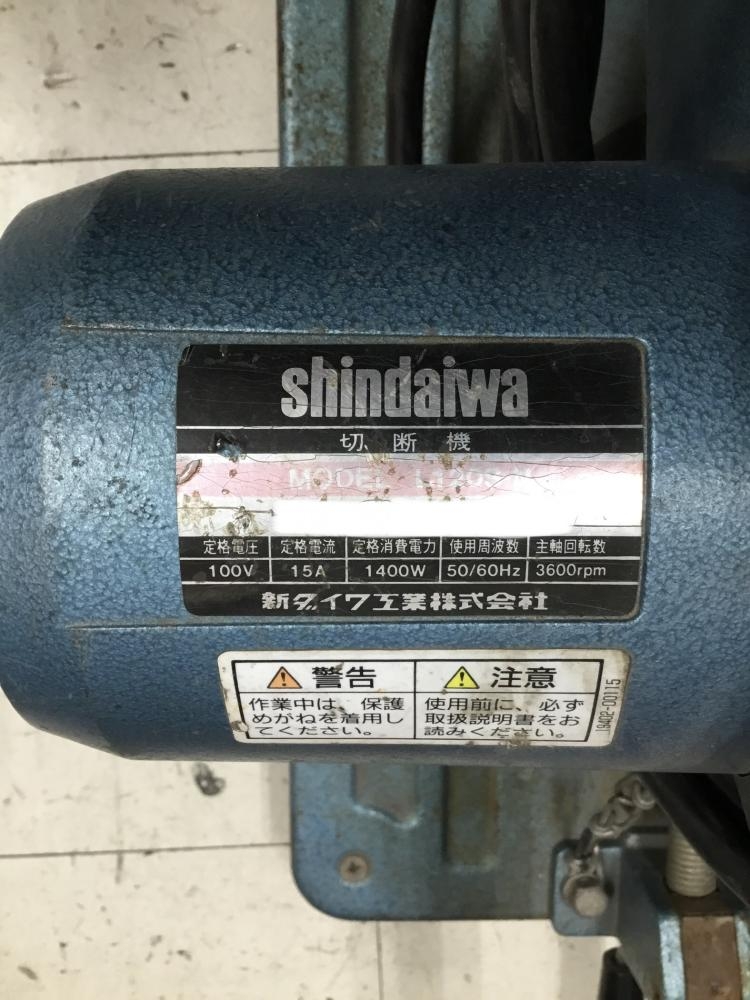 shindaiwa
切断機
MODEL
定格電圧 定格電流 定格消費電力 使用周波数 主軸回転数
100V 15A 1400W 50/60Hz 3600rpm
新ダイワ工業株式会社
警告
作業中は、保護
めがねを着用し
てください。
注意
使用前に、必ず
取扱説明書をお
読みください。
19402-00115